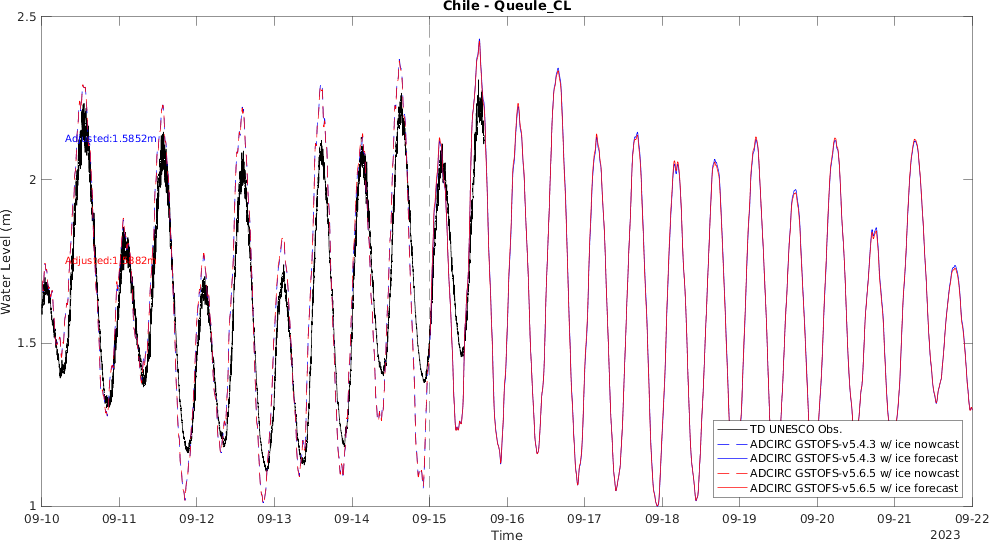 Chile - Queule_CL
2.5
2
1.5
1
Water Level (m)
Adjusted:1.5852m
TD UNESCO Obs.
ADCIRC GSTOFS-v5.4.3 w/ ice nowcast
ADCIRC GSTOFS-v5.4.3 w/ ice forecast
ADCIRC GSTOFS-v5.6.5 w/ ice nowcast
ADCIRC GSTOFS-v5.6.5 w/ ice forecast
09-10 09-11 09-12 09-13 09-14 09-15 09-16 09-17 09-18 09-19 09-20 09-21 09-22
Time
2023